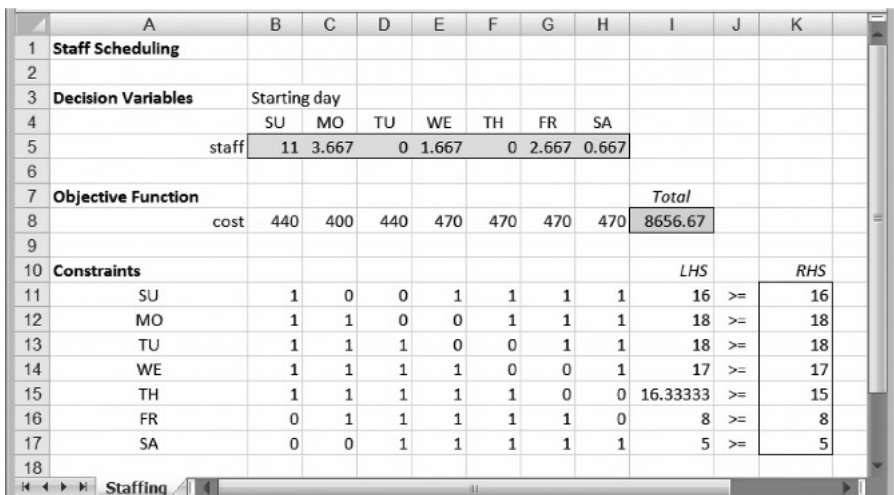 A B C D E F G H I J K
1 Staff Scheduling
2
3 Decision Variables Starting day
4 SU MO TU WE TH FR SA
5 staff 11 3.667 0 1.667 0 2.667 0.667
6
7 Objective Function Total
8 cost 440 400 440 470 470 470 470 8656.67
9
10 Constraints LHS RHS
11 SU 1 0 0 1 1 1 1 16 >= 16
12 MO 1 1 0 0 1 1 1 18 >= 18
13 TU 1 1 1 0 0 1 1 18 >= 18
14 WE 1 1 1 1 0 0 1 17 >= 17
15 TH 1 1 1 1 1 0 0 16.33333 >= 15
16 FR 0 1 1 1 1 1 0 8 >= 8
17 SA 0 0 1 1 1 1 1 5 >= 5
18
Staffing